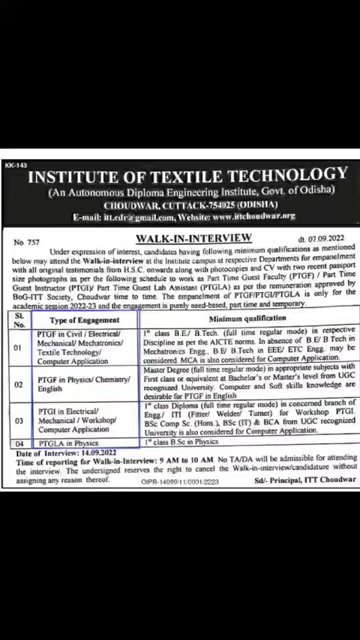 KK-143
INSTITUTE OF TEXTILE TECHNOLOGY
(An Autonomous Diploma Engineering Institute, Govt. of Odisha)
CHOUDWAR, CUTTACK-754025 (ODISHA)
E-mail: itt.cdr@gmail.com, Website: www.ittchoudwar.org
No 757
WALK-IN-INTERVIEW
dt. 07.09.2022
Under expression of interest, candidates having following minimum qualifications as mentioned
below may attend the Walk-in-interview at the Institute campus at respective Departments for empanelment
with all original testimonials from H.S.C. onwards along with photocopies and CV with two recent passport
size photographs as per the following schedule to work as Part Time Guest Faculty (PTGF) / Part Time
Guest Instructor (PTGI)/ Part Time Guest Lab Assistant (PTGLA) as per the remuneration approved by
BoG-ITT Society, Choudwar time to time. The empanelment of PTGF/PTGI/PTGLA is only for the
academic session 2022-23 and the engagement is purely need-based, part time and temporary.
Sl. No.
Type of Engagement
Minimum qualification
01
PTGF in Civil / Electrical/
Mechanical/ Mechatronics/
Textile Technology/
Computer Application
1st class B.E/ B.Tech. (full time regular mode) in respective
Discipline as per the AICTE norms. In absence of B.E/ B.Tech in
Mechatronics Engg., B.E/ B.Tech in EEE/ ETC Engg. may be
considered. MCA is also considered for Computer Application.
02
PTGF in Physics/ Chemistry/
English
Master Degree (full time regular mode) in appropriate subjects with
First class or equivalent at Bachelor's or Master's level from UGC
recognized University. Computer and Soft skills knowledge are
desirable for PTGF in English
03
PTGI in Electrical/
Mechanical / Workshop/
Computer Application
1st class Diploma (full time regular mode) in concerned branch of
Engg/ ITI (Fitter/ Welder/ Turner) for Workshop PTGI.
BSc Comp Sc. (Hons.), BSc (IT) & BCA from UGC recognized
University is also considered for Computer Application.
04
PTGLA in Physics
1st class B.Sc in Physics
Date of Interview: 14.09.2022
Time of reporting for Walk-in-Interview: 9 AM to 10 AM. No TA/DA will be admissible for attending
the interview. The undersigned reserves the right to cancel the Walk-in-interview/candidature without
assigning any reason thereof.
Sd/- Principal, ITT Choudwar